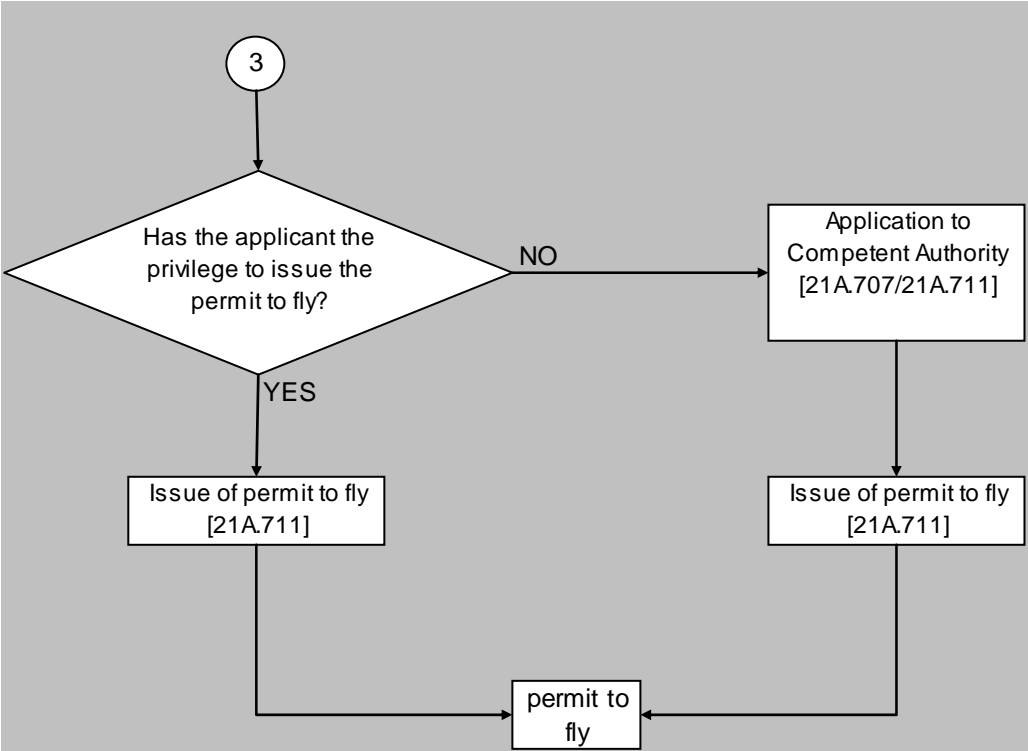 3
Has the applicant the
privilege to issue the
permit to fly?
NO
Application to
Competent Authority
[21A.707/21A.711]
YES
Issue of permit to fly
[21A.711]
Issue of permit to fly
[21A.711]
permit to
fly